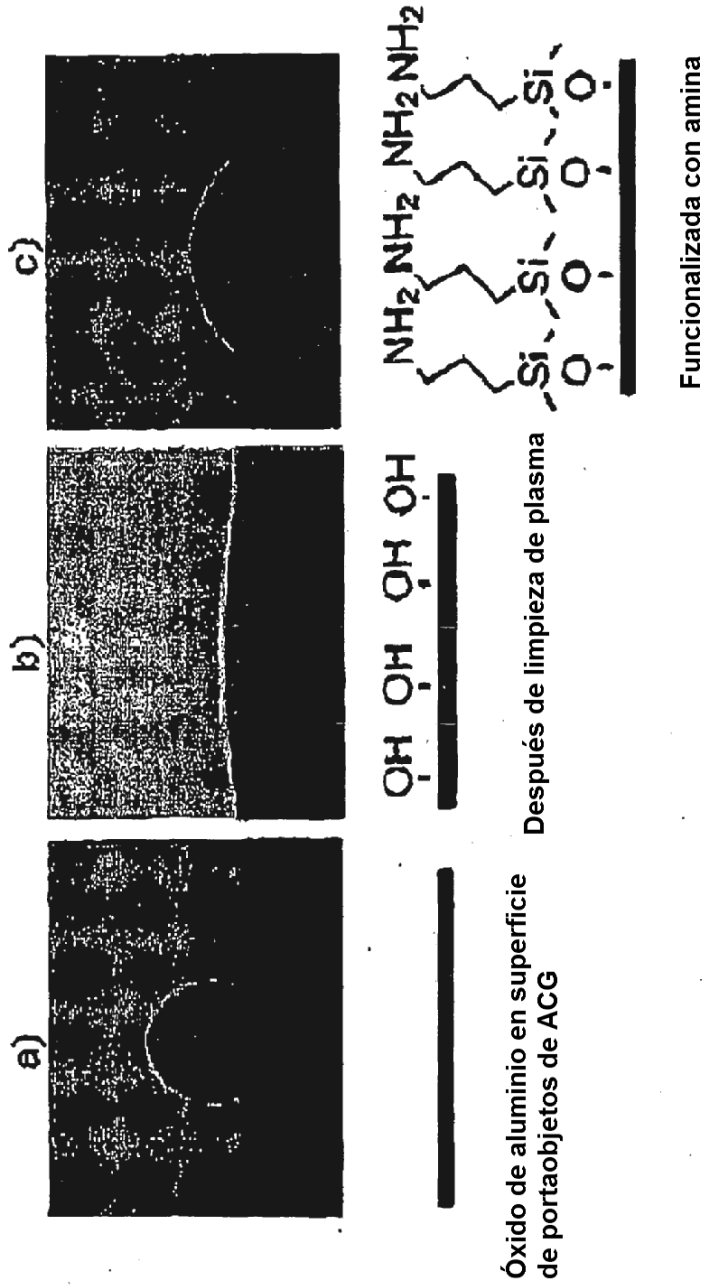 a)
b)
c)
OH OH OH OH
NH2 NH2 NH2 NH2
Si Si Si Si
O O O O
Óxido de aluminio en superficie
de portaobjetos de ACG
Después de limpieza de plasma
Funcionalizada con amina